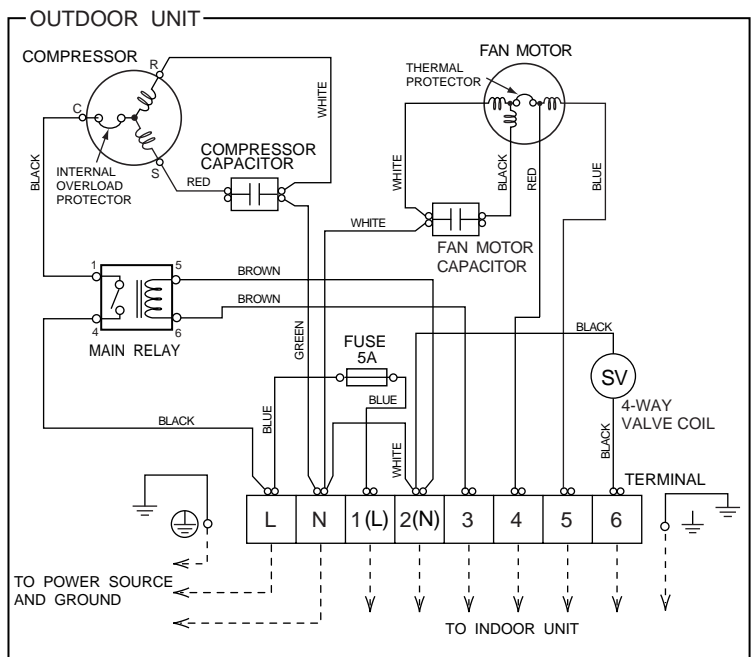 OUTDOOR UNIT
COMPRESSOR
FAN MOTOR
THERMAL
PROTECTOR
R
C
S
WHITE
BLACK
INTERNAL
OVERLOAD
PROTECTOR
RED
COMPRESSOR
CAPACITOR
WHITE
BLACK
RED
BLUE
WHITE
FAN MOTOR
CAPACITOR
1
5
4
6
BROWN
BROWN
MAIN RELAY
GREEN
FUSE
5A
BLUE
BLUE
BLACK
SV
4-WAY
VALVE COIL
BLACK
BLACK
WHITE
TERMINAL
L
N
1(L)
2(N)
3
4
5
6
TO POWER SOURCE
AND GROUND
TO INDOOR UNIT